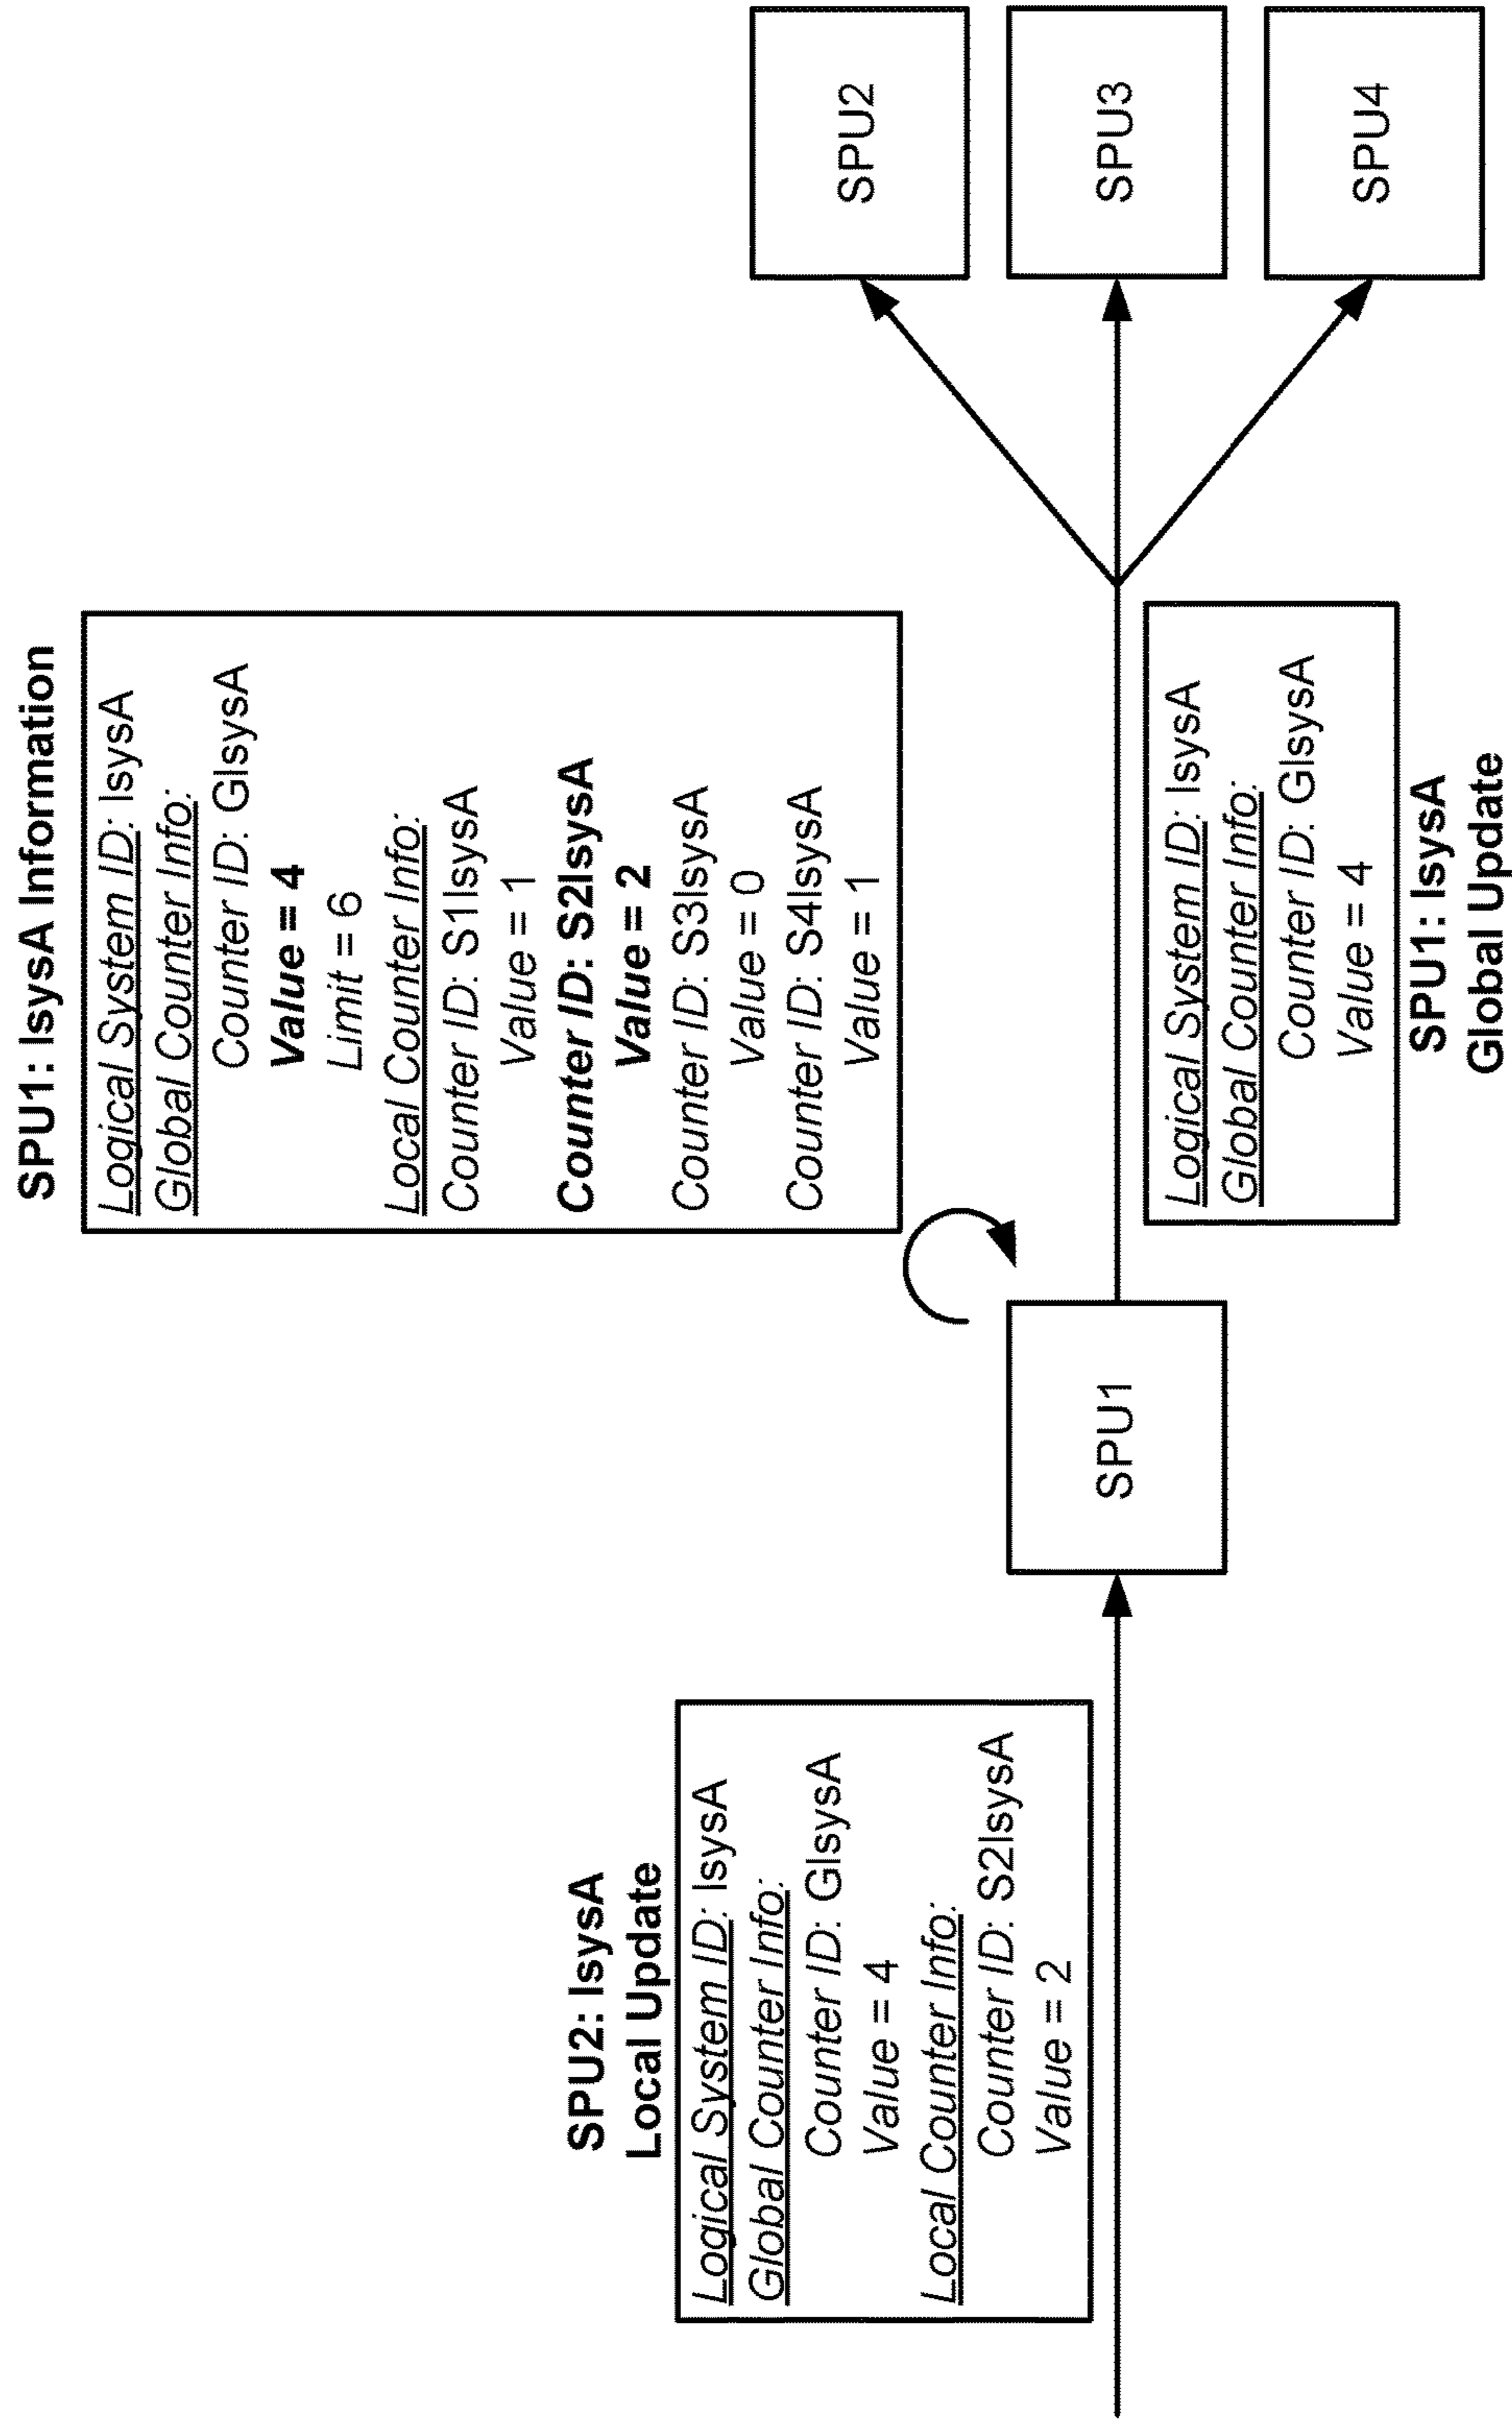 SPU2: lsysA
Local Update
Logical System ID: lsysA
Global Counter Info:
Counter ID: GlsysA
Value = 4
Local Counter Info:
Counter ID: S2lsysA
Value = 2
SPU1
SPU1: lsysA Information
Logical System ID: lsysA
Global Counter Info:
Counter ID: GlsysA
Value = 4
Limit = 6
Local Counter Info:
Counter ID: S1lsysA
Value = 1
Counter ID: S2lsysA
Value = 2
Counter ID: S3lsysA
Value = 0
Counter ID: S4lsysA
Value = 1
Logical System ID: lsysA
Global Counter Info:
Counter ID: GlsysA
Value = 4
SPU1: lsysA
Global Update
SPU2
SPU3
SPU4